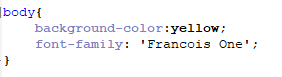 body{
background-color:yellow;
font-family: 'Francois One';
}